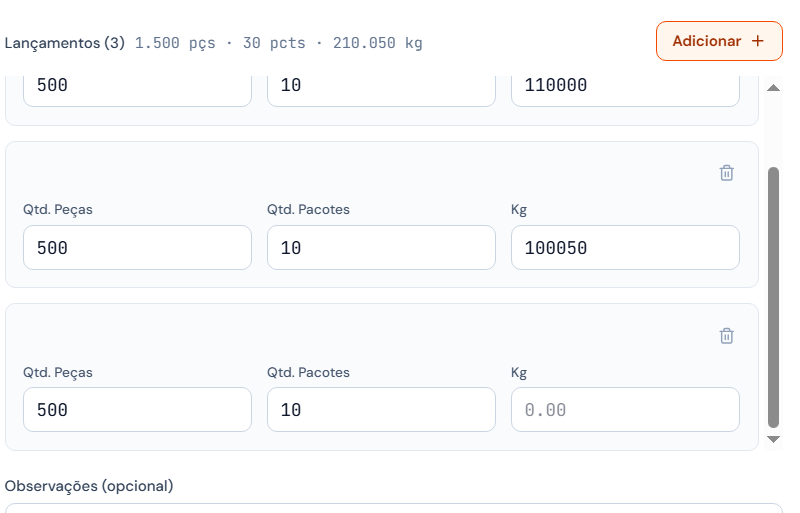 Lançamentos (3) 1.500 pçs · 30 pcts · 210.050 kg
Adicionar +
500 10 110000
Qtd. Peças Qtd. Pacotes Kg
500 10 100050
Qtd. Peças Qtd. Pacotes Kg
500 10 0.00
Observações (opcional)